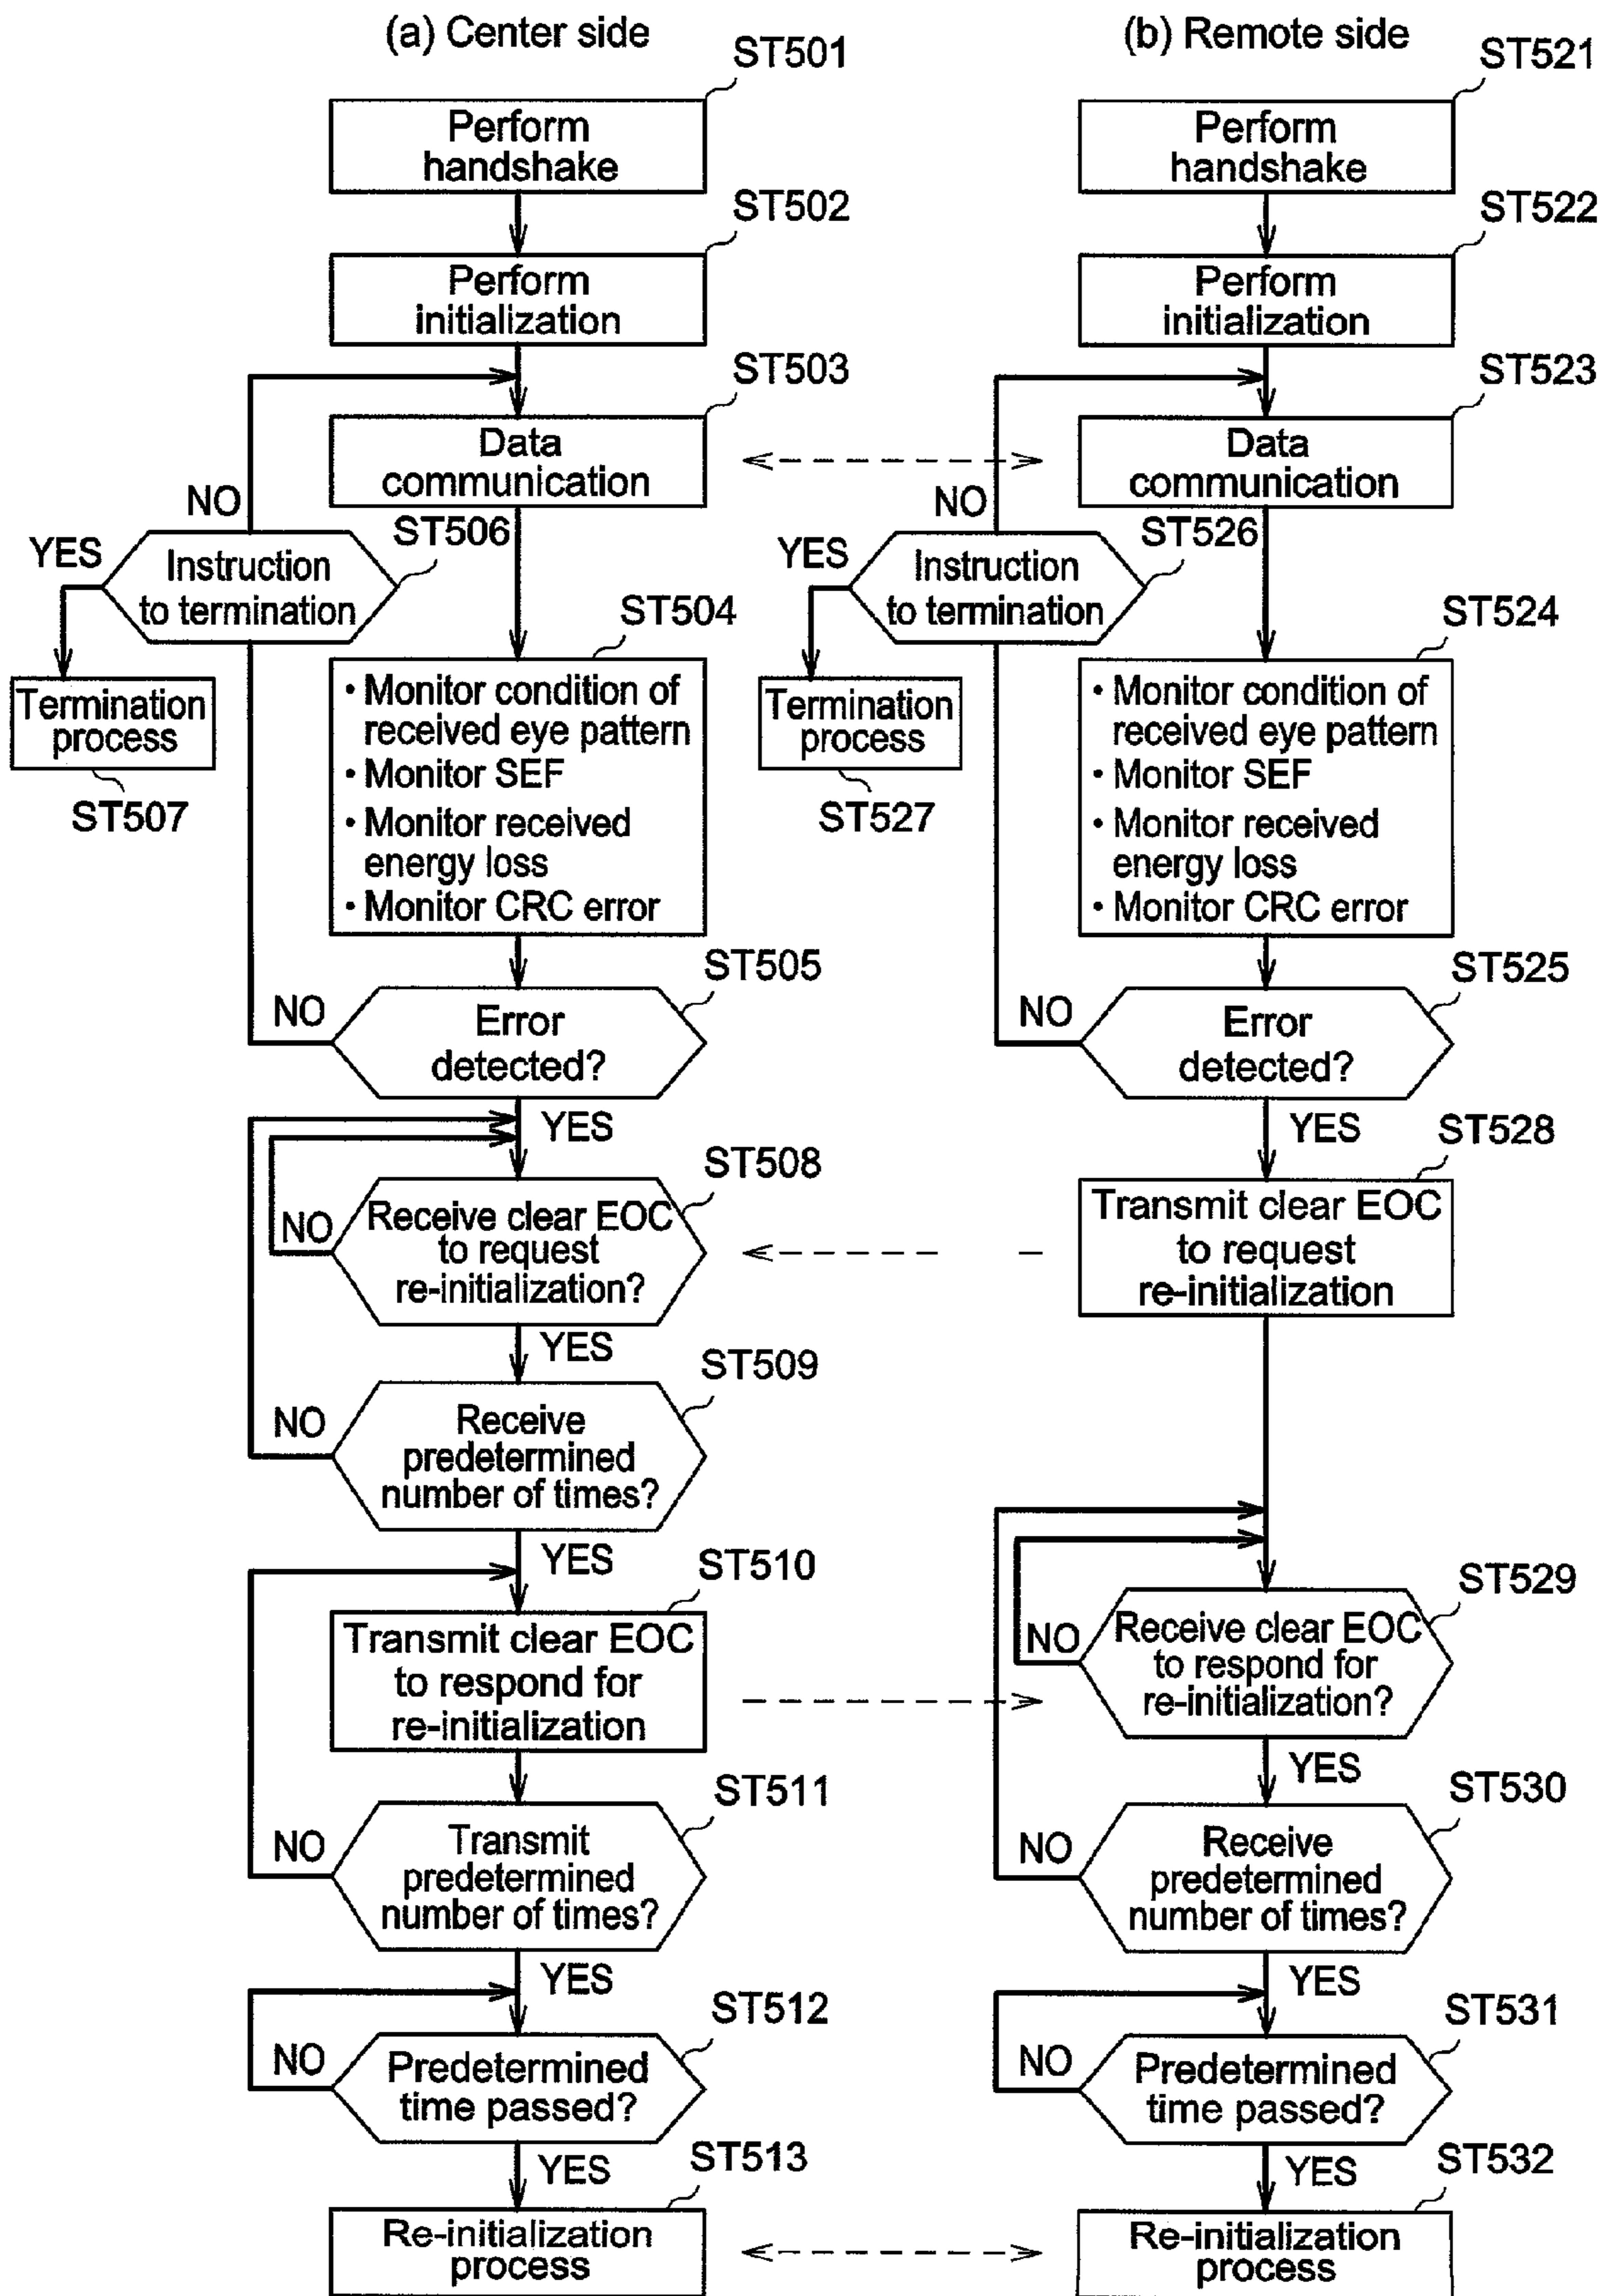 (a) Center side
ST501
Perform
handshake
ST502
Perform
initialization
ST503
Data
communication
NO
ST506
YES
Instruction
to termination
ST504
Termination
process
ST507
• Monitor condition of
received eye pattern
• Monitor SEF
• Monitor received
energy loss
• Monitor CRC error
ST505
NO
Error
detected?
YES
ST508
NO
Receive clear EOC
to request
re-initialization?
YES
ST509
NO
Receive
predetermined
number of times?
YES
ST510
Transmit clear EOC
to respond for
re-initialization
ST511
NO
Transmit
predetermined
number of times?
YES
ST512
NO
Predetermined
time passed?
YES
ST513
Re-initialization
process
(b) Remote side
ST521
Perform
handshake
ST522
Perform
initialization
ST523
Data
communication
NO
ST526
YES
Instruction
to termination
ST524
Termination
process
ST527
• Monitor condition of
received eye pattern
• Monitor SEF
• Monitor received
energy loss
• Monitor CRC error
ST525
NO
Error
detected?
YES
ST528
Transmit clear EOC
to request
re-initialization
ST529
NO
Receive clear EOC
to respond for
re-initialization?
YES
ST530
NO
Receive
predetermined
number of times?
YES
ST531
NO
Predetermined
time passed?
YES
ST532
Re-initialization
process